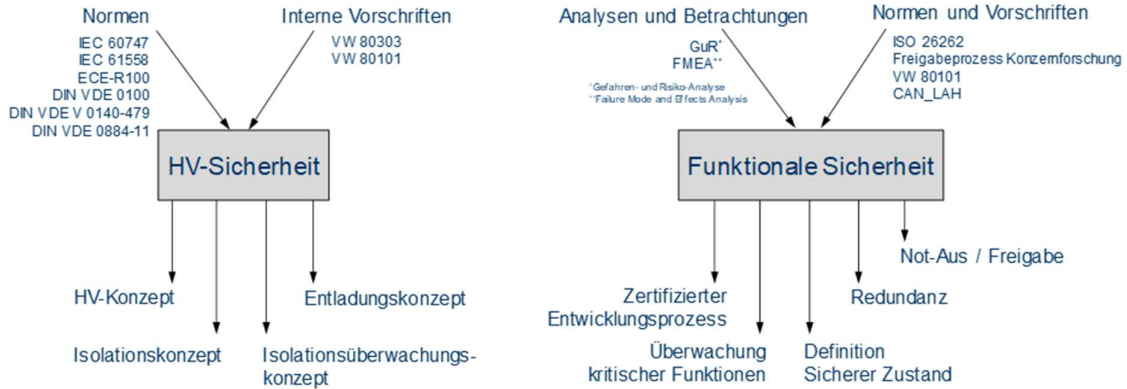 Normen
IEC 60747
IEC 61558
ECE-R100
DIN VDE 0100
DIN VDE V 0140-479
DIN VDE 0884-11
Interne Vorschriften
VW 80303
VW 80101
HV-Sicherheit
HV-Konzept
Entladungskonzept
Isolationskonzept
Isolationsüberwachungs-
konzept
Analysen und Betrachtungen
GuR*
FMEA**
*Gefahren- und Risiko-Analyse
**Failure Mode and Effects Analysis
Normen und Vorschriften
ISO 26262
Freigabeprozess Konzernforschung
VW 80101
CAN_LAH
Funktionale Sicherheit
Not-Aus / Freigabe
Zertifizierter
Entwicklungsprozess
Redundanz
Überwachung
kritischer Funktionen
Definition
Sicherer Zustand